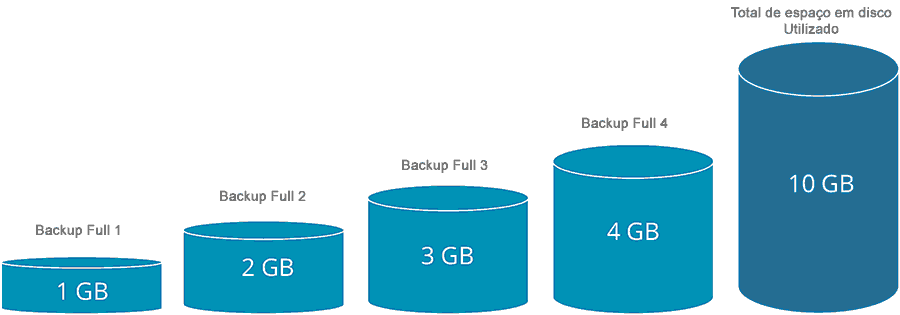 Total de espaço em disco
Utilizado
Backup Full 4
Backup Full 3
Backup Full 2
Backup Full 1
10 GB
4 GB
3 GB
2 GB
1 GB